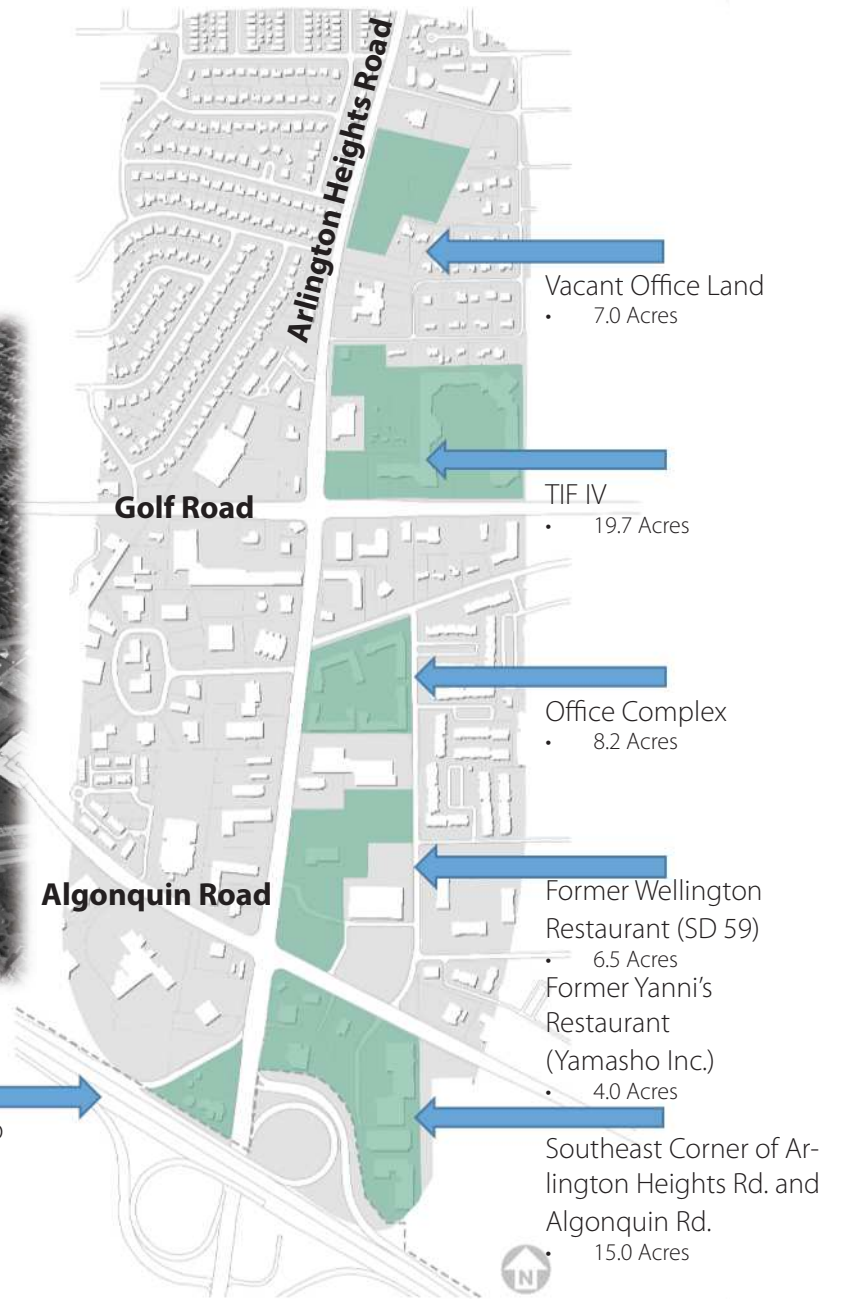 Arlington Heights Road
Vacant Office Land
• 7.0 Acres
Golf Road
TIF IV
• 19.7 Acres
Office Complex
• 8.2 Acres
Algonquin Road
Former Wellington
Restaurant (SD 59)
• 6.5 Acres
Former Yanni's
Restaurant
(Yamasho Inc.)
• 4.0 Acres
Southeast Corner of Ar-
lington Heights Rd. and
Algonquin Rd.
• 15.0 Acres
N